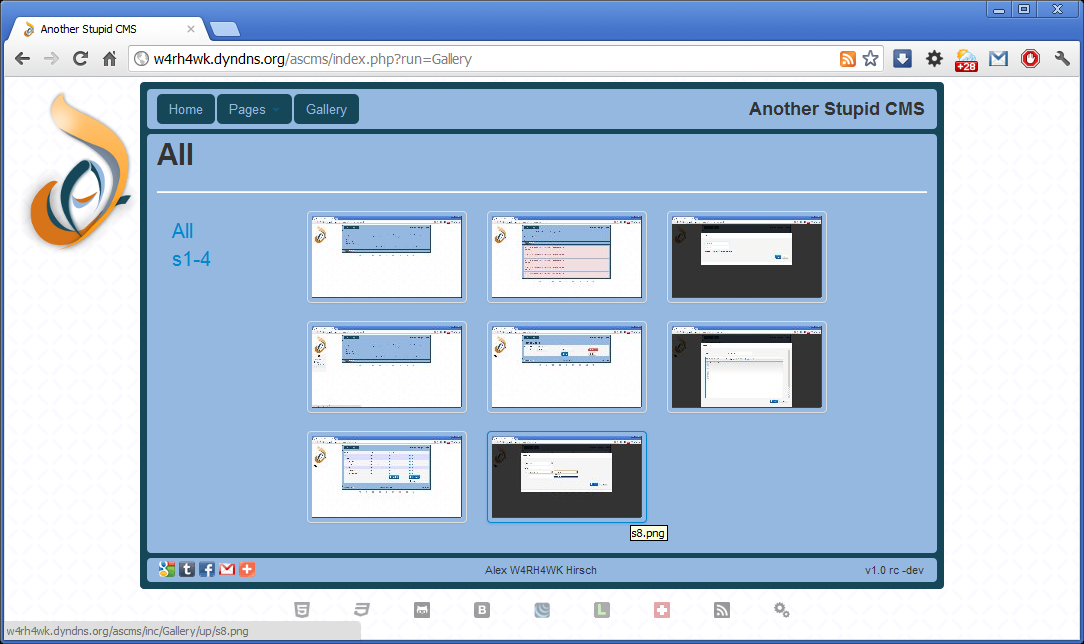 Another Stupid CMS
w4rh4wk.dyndns.org/ascms/index.php?run=Gallery
+28
Home Pages Gallery
Another Stupid CMS
All
All
s1-4
s8.png
Alex W4RH4WK Hirsch
v1.0 rc -dev
w4rh4wk.dyndns.org/ascms/inc/Gallery/up/s8.png